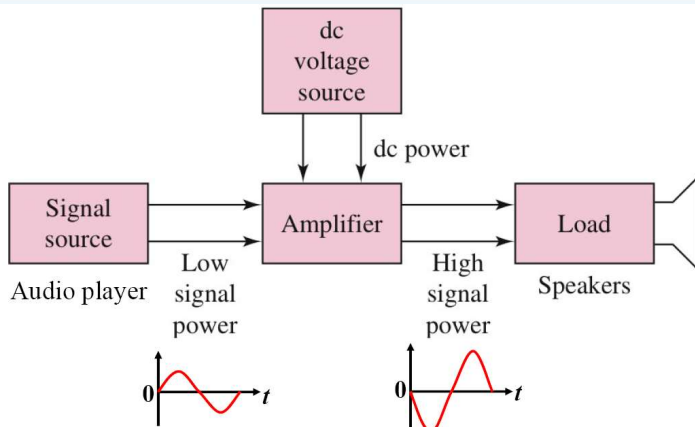 dc
voltage
source
dc power
Signal
source
Amplifier
Load
Audio player
Low
signal
power
High
signal
power
Speakers
0
t
0
t